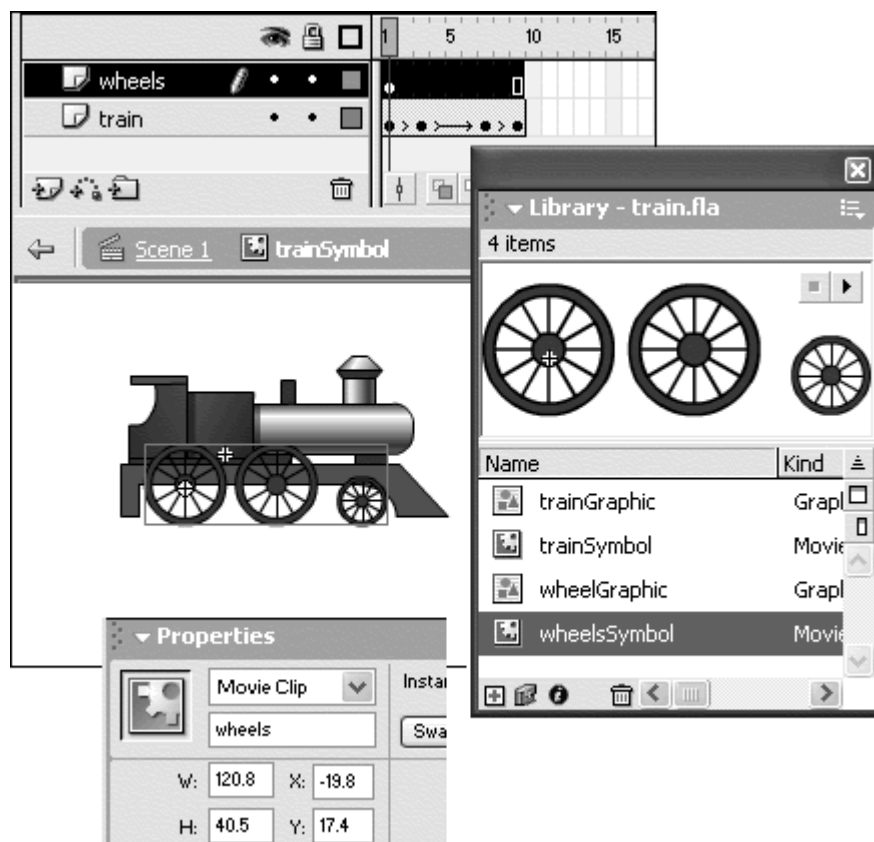 1 5 10 15
wheels
train
Library - train.fla
4 items
Scene 1 trainSymbol
Name Kind
trainGraphic Grapl
trainSymbol Movie
wheelGraphic Grapl
wheelsSymbol Movie
Properties
Movie Clip Instar
wheels Swa
W: 120.8 X: -19.8
H: 40.5 Y: 17.4